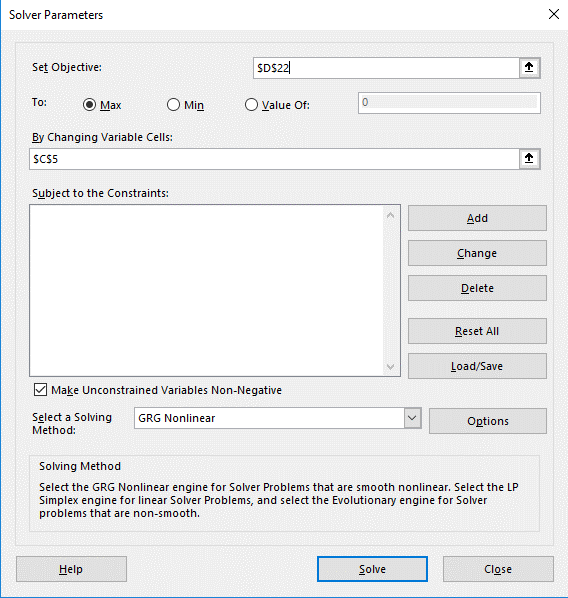 Solver Parameters
Set Objective: $D$22
To: Max Min Value Of: 0
By Changing Variable Cells:
$C$5
Subject to the Constraints:
Add
Change
Delete
Reset All
Load/Save
Make Unconstrained Variables Non-Negative
Select a Solving
Method:
GRG Nonlinear
Options
Solving Method
Select the GRG Nonlinear engine for Solver Problems that are smooth nonlinear. Select the LP
Simplex engine for linear Solver Problems, and select the Evolutionary engine for Solver
problems that are non-smooth.
Help Solve Close